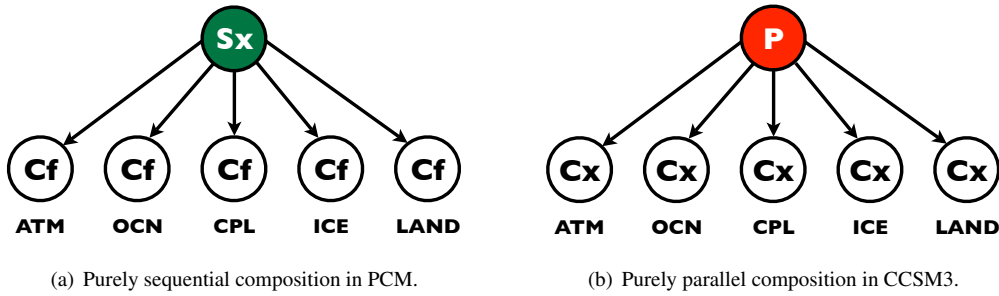 Sx
Cf Cf Cf Cf Cf
ATM OCN CPL ICE LAND
(a) Purely sequential composition in PCM.
P
Cx Cx Cx Cx Cx
ATM OCN CPL ICE LAND
(b) Purely parallel composition in CCSM3.